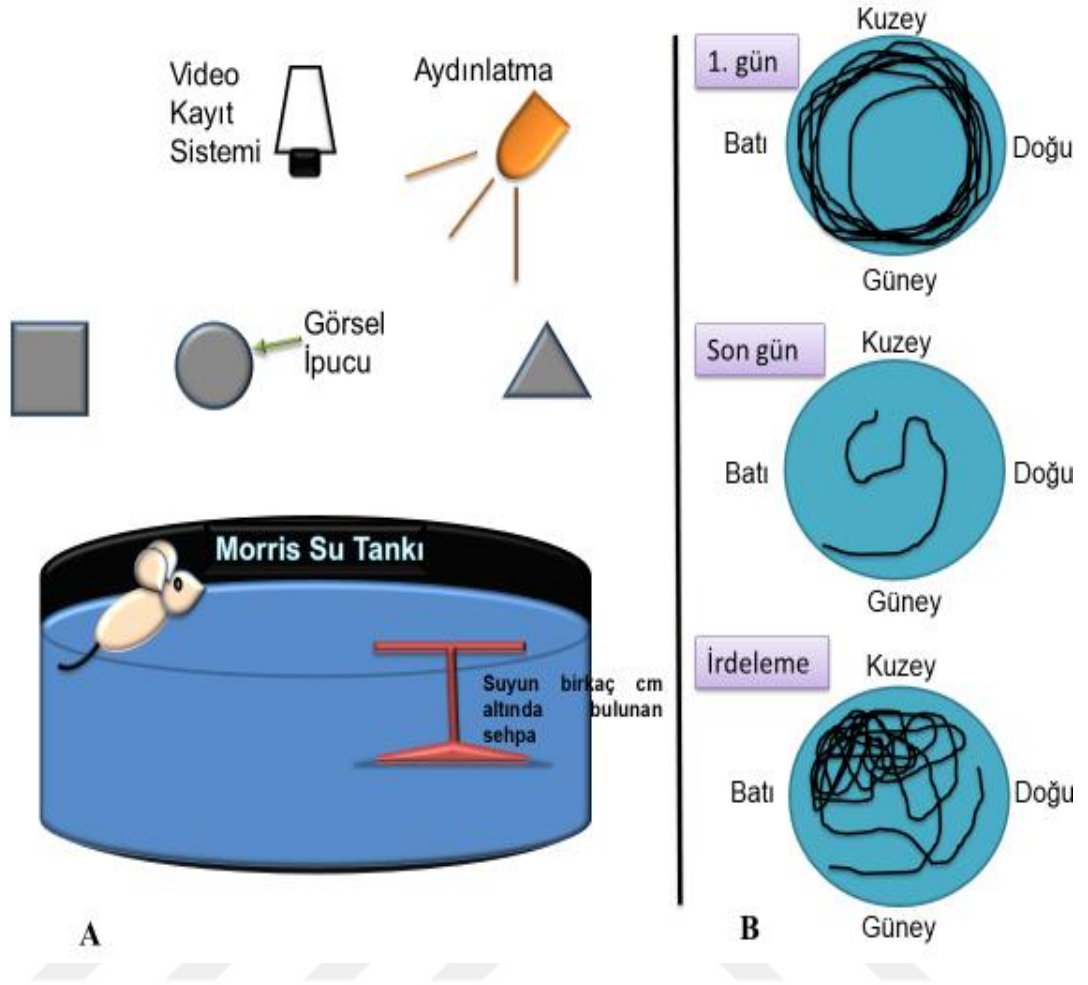 Video
Kayıt
Sistemi
Aydınlatma
Görsel
İpucu
Morris Su Tankı
Suyun birkaç cm
altında bulunan
sehpa
A
1. gün
Kuzey
Batı
Doğu
Güney
Son gün
Kuzey
Batı
Doğu
Güney
İrdeleme
Kuzey
Batı
Doğu
Güney
B